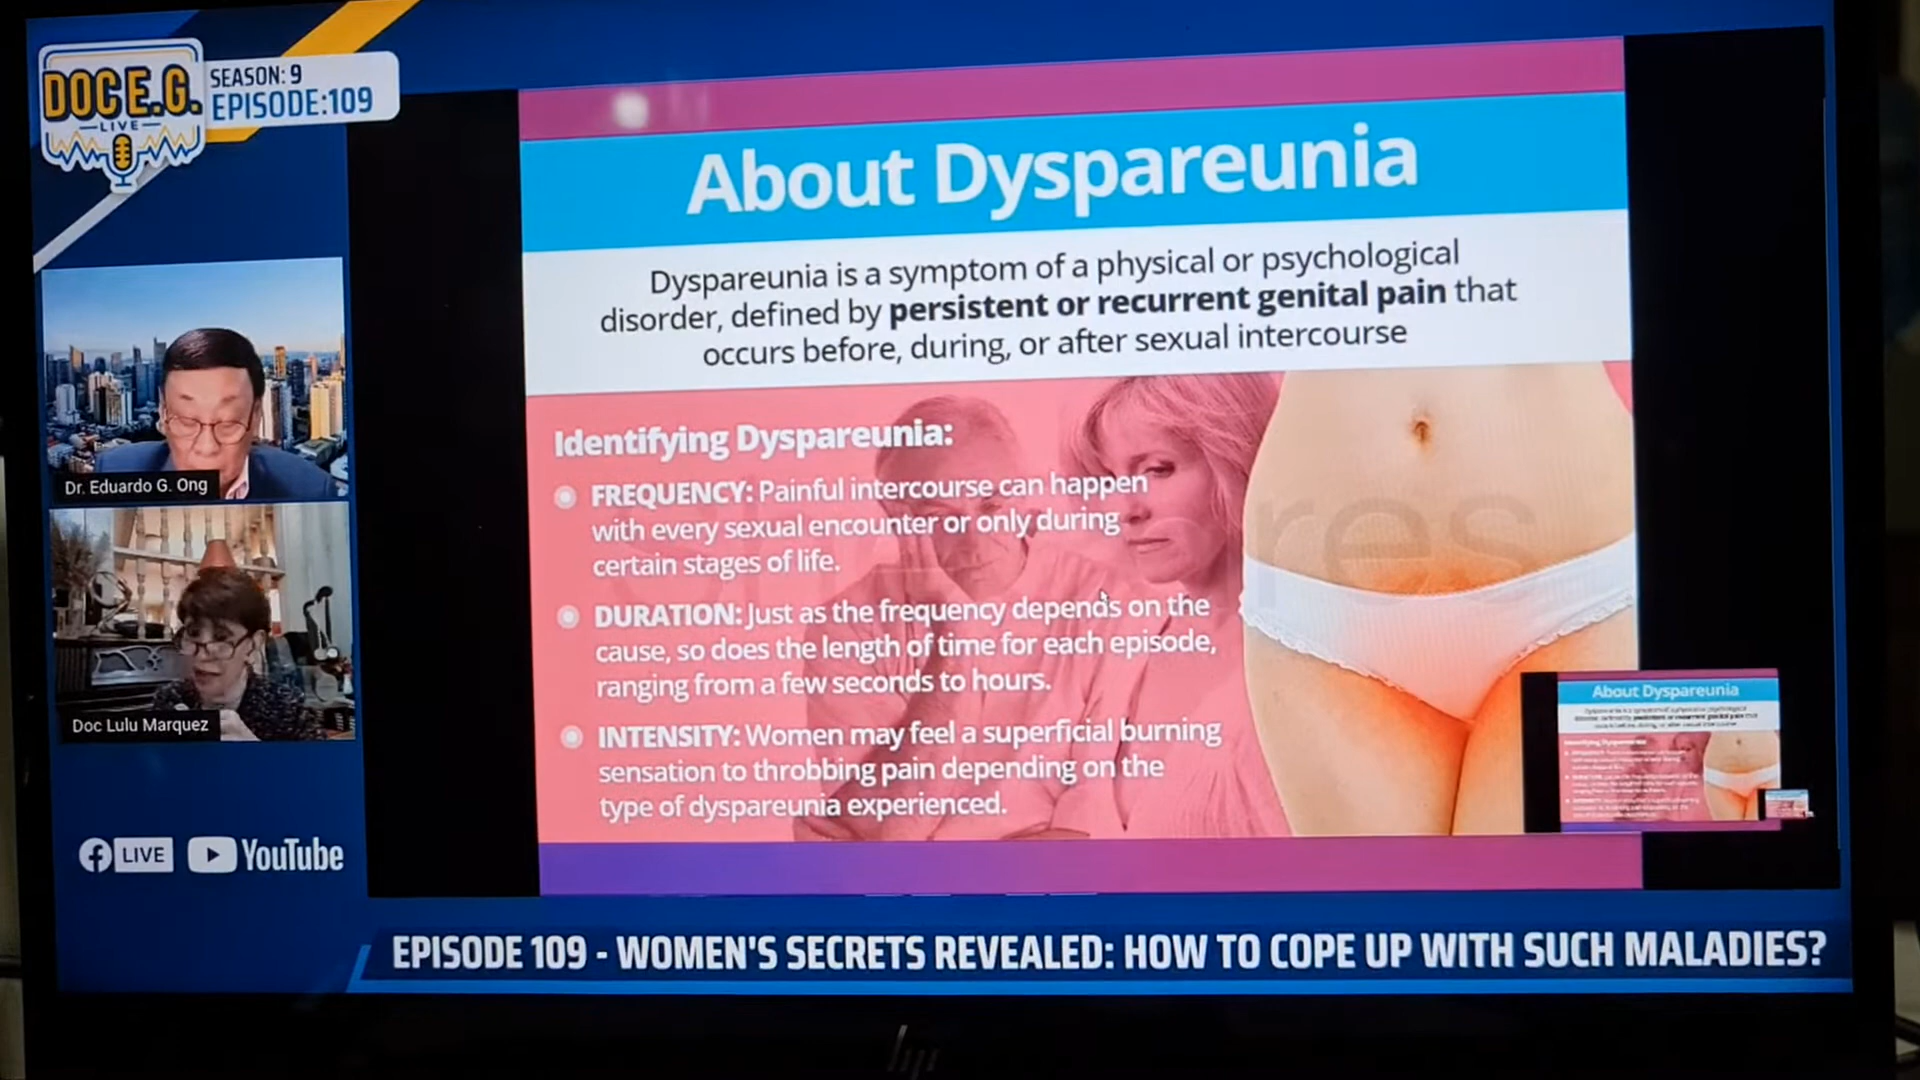 DOC E.G.
LIVE
SEASON: 9
EPISODE:109
About Dyspareunia
Dyspareunia is a symptom of a physical or psychological
disorder, defined by persistent or recurrent genital pain that
occurs before, during, or after sexual intercourse
Identifying Dyspareunia:
FREQUENCY: Painful intercourse can happen
with every sexual encounter or only during
certain stages of life.
DURATION: Just as the frequency depends on the
cause, so does the length of time for each episode,
ranging from a few seconds to hours.
INTENSITY: Women may feel a superficial burning
sensation to throbbing pain depending on the
type of dyspareunia experienced.
Dr. Eduardo G. Ong
Doc Lulu Marquez
LIVE
YouTube
About Dyspareunia
EPISODE 109 - WOMEN'S SECRETS REVEALED: HOW TO COPE UP WITH SUCH MALADIES?
hp